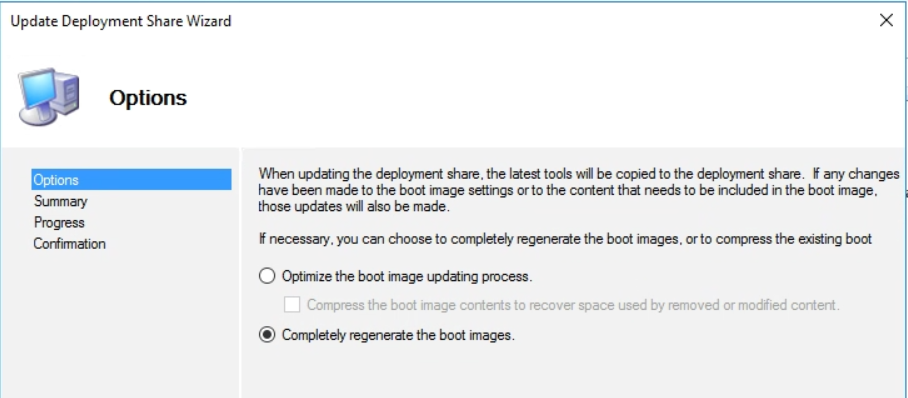 Update Deployment Share Wizard
Options
Options
Summary
Progress
Confirmation
When updating the deployment share, the latest tools will be copied to the deployment share. If any changes
have been made to the boot image settings or to the content that needs to be included in the boot image,
those updates will also be made.
If necessary, you can choose to completely regenerate the boot images, or to compress the existing boot
Optimize the boot image updating process.
Compress the boot image contents to recover space used by removed or modified content.
Completely regenerate the boot images.